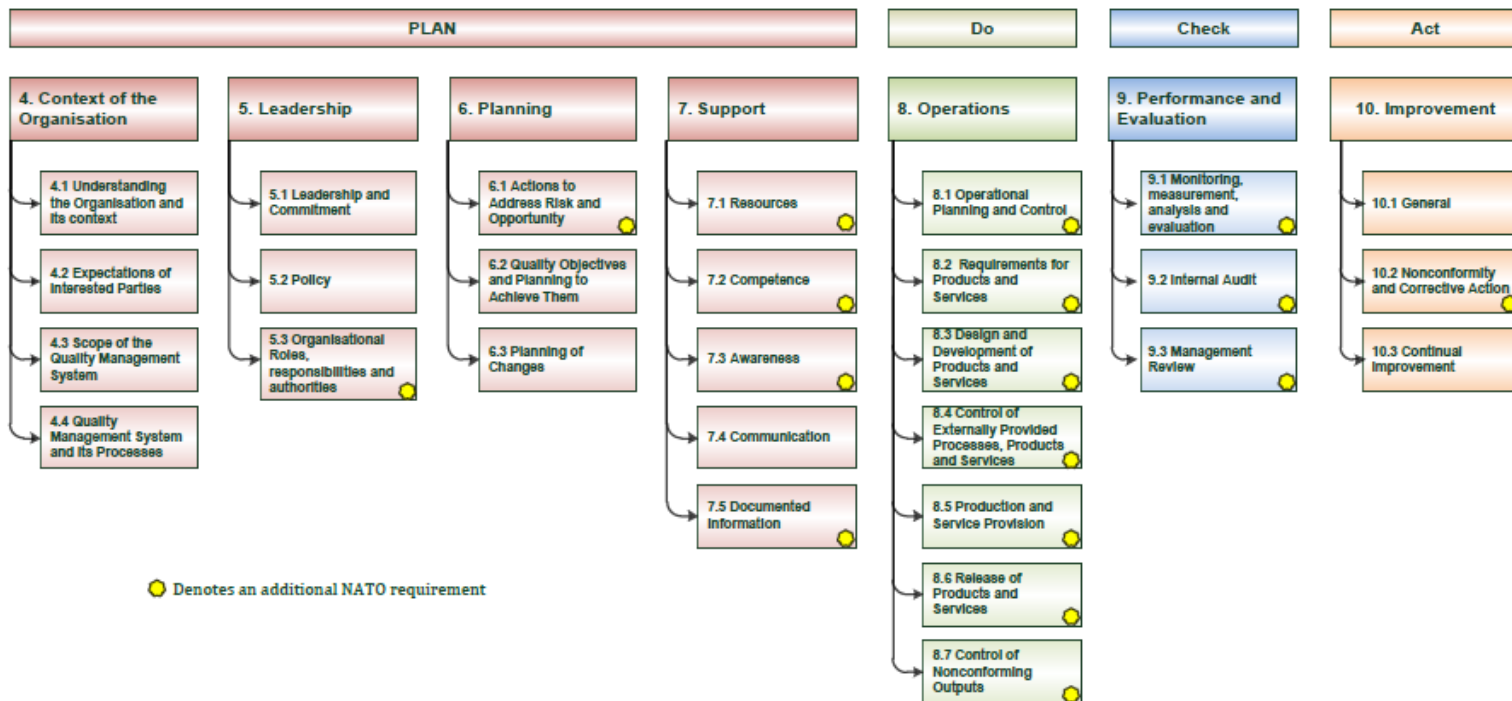 PLAN
Do
Check
Act
4. Context of the
Organisation
5. Leadership
6. Planning
7. Support
8. Operations
9. Performance and
Evaluation
10. Improvement
4.1 Understanding
the Organisation and
its context
4.2 Expectations of
Interested Parties
4.3 Scope of the
Quality Management
System
4.4 Quality
Management System
and its Processes
5.1 Leadership and
Commitment
5.2 Policy
5.3 Organisational
Roles,
responsibilities and
authorities
6.1 Actions to
Address Risk and
Opportunity
6.2 Quality Objectives
and Planning to
Achieve Them
6.3 Planning of
Changes
7.1 Resources
7.2 Competence
7.3 Awareness
7.4 Communication
7.5 Documented
Information
8.1 Operational
Planning and Control
8.2 Requirements for
Products and
Services
8.3 Design and
Development of
Products and
Services
8.4 Control of
Externally Provided
Processes, Products
and Services
8.5 Production and
Service Provision
8.6 Release of
Products and
Services
8.7 Control of
Nonconforming
Outputs
9.1 Monitoring,
measurement,
analysis and
evaluation
9.2 Internal Audit
9.3 Management
Review
10.1 General
10.2 Nonconformity
and Corrective Action
10.3 Continual
Improvement
Denotes an additional NATO requirement